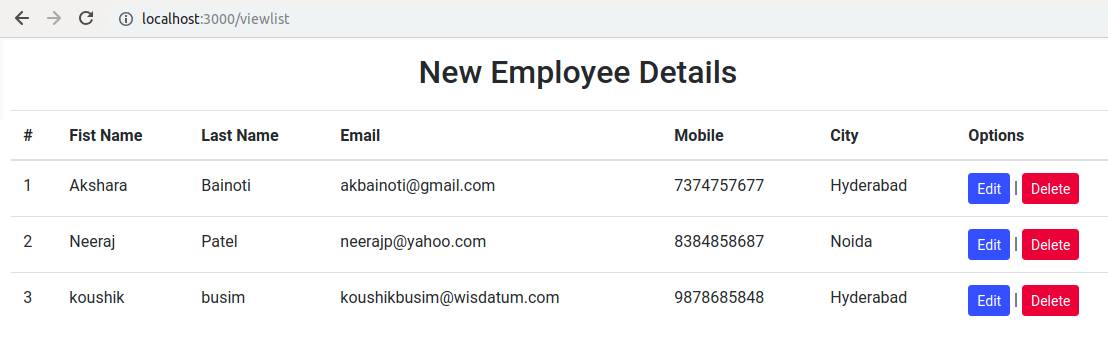 localhost:3000/viewlist
New Employee Details
# Fist Name Last Name Email Mobile City Options
1 Akshara Bainoti akbainoti@gmail.com 7374757677 Hyderabad Edit | Delete
2 Neeraj Patel neerajp@yahoo.com 8384858687 Noida Edit | Delete
3 koushik busim koushikbusim@wisdatum.com 9878685848 Hyderabad Edit | Delete